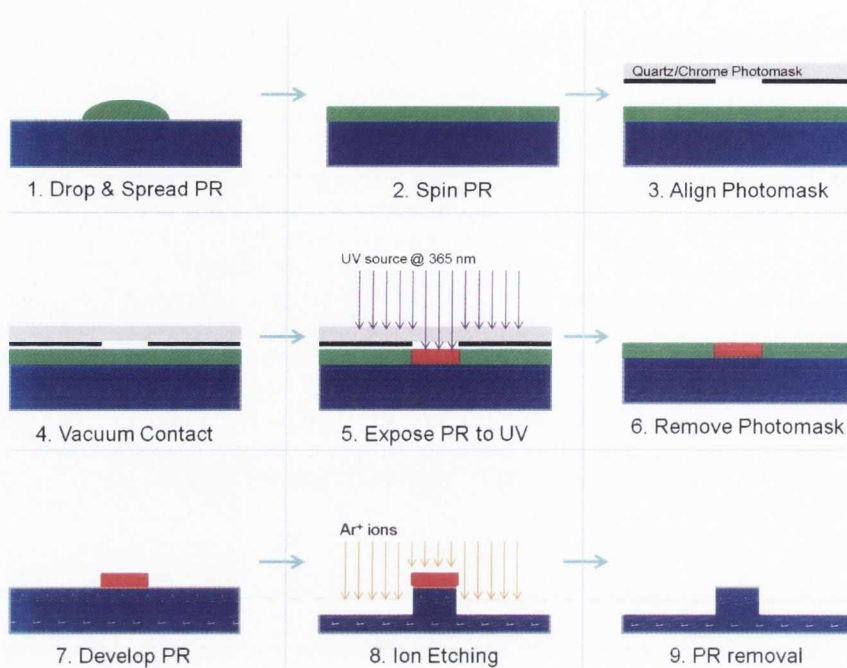 Quartz/Chrome Photomask
1. Drop & Spread PR
2. Spin PR
3. Align Photomask
UV source @ 365 nm
4. Vacuum Contact
5. Expose PR to UV
6. Remove Photomask
Ar⁺ ions
7. Develop PR
8. Ion Etching
9. PR removal